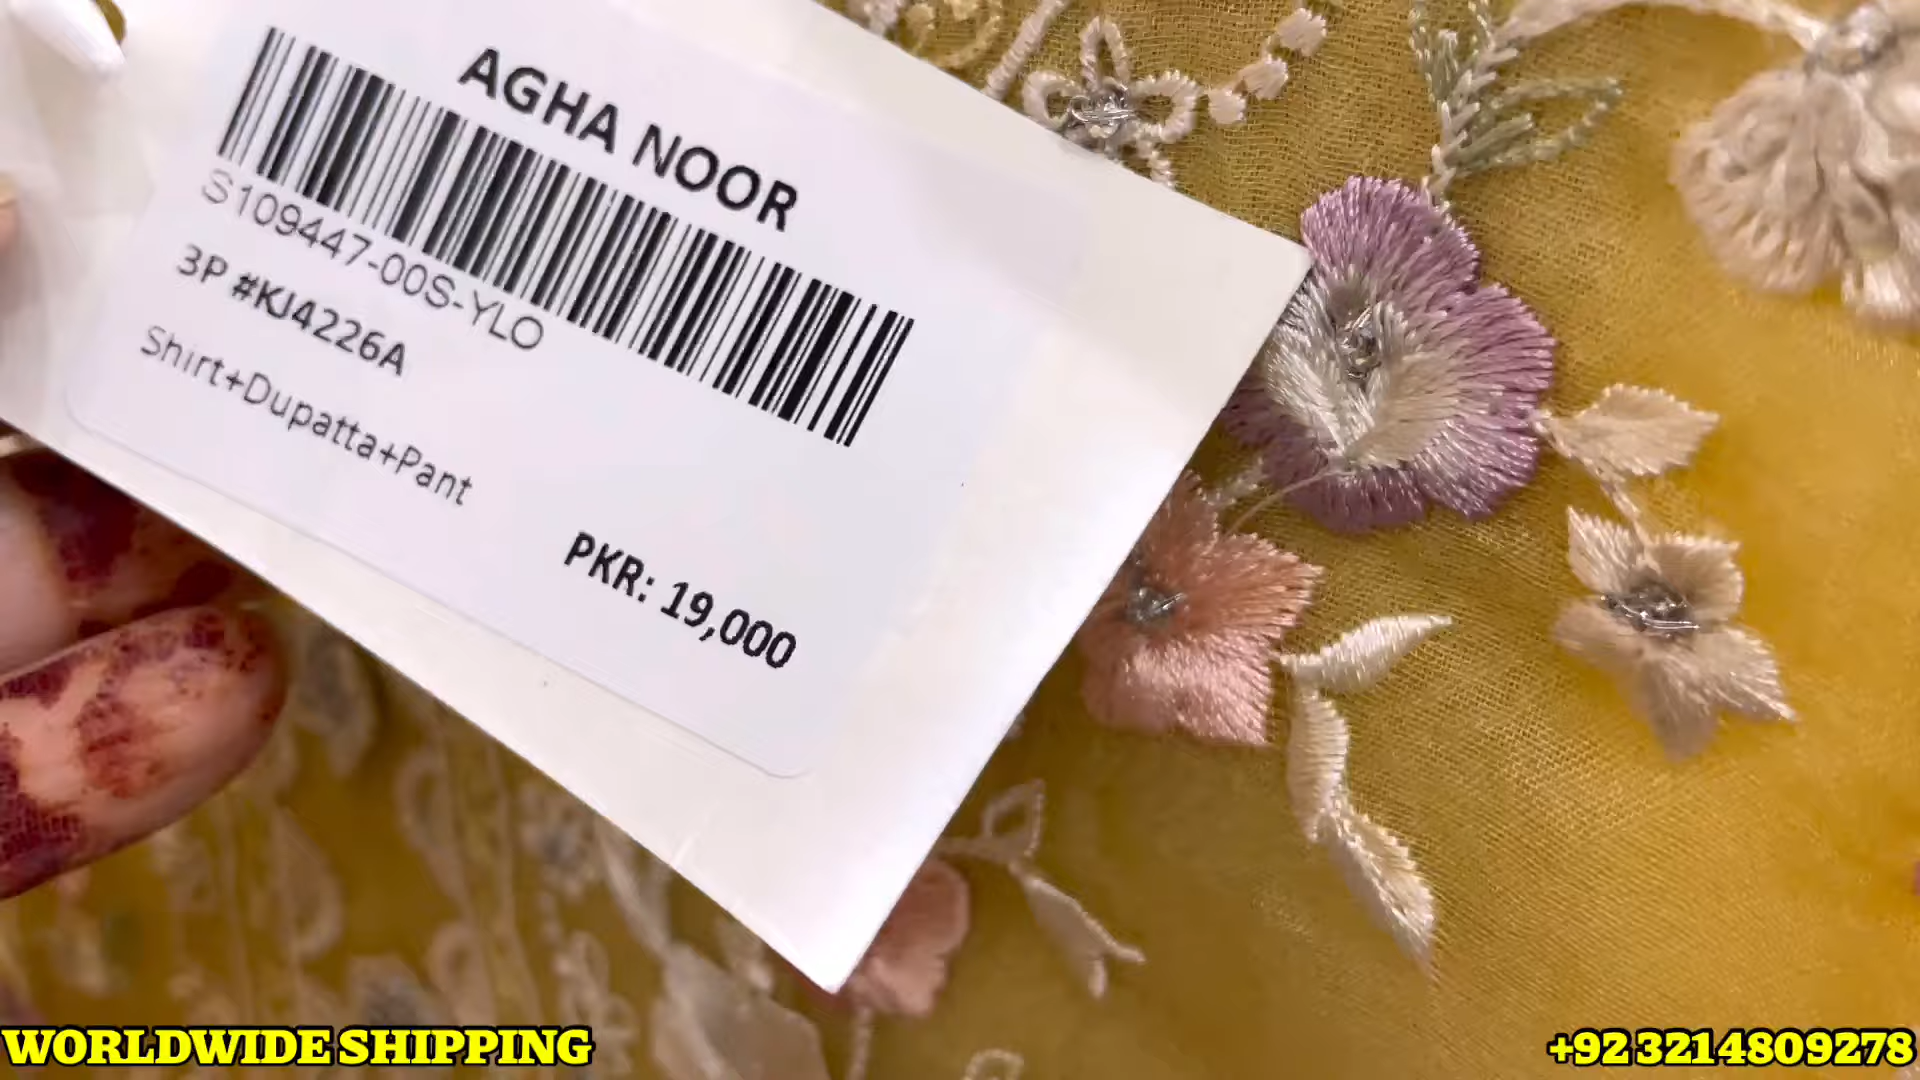 AGHA NOOR
S109447-00S-YLO
3P #KJ4226A
Shirt+Dupatta+Pant
PKR: 19,000
WORLDWIDE SHIPPING
+92 3214809278